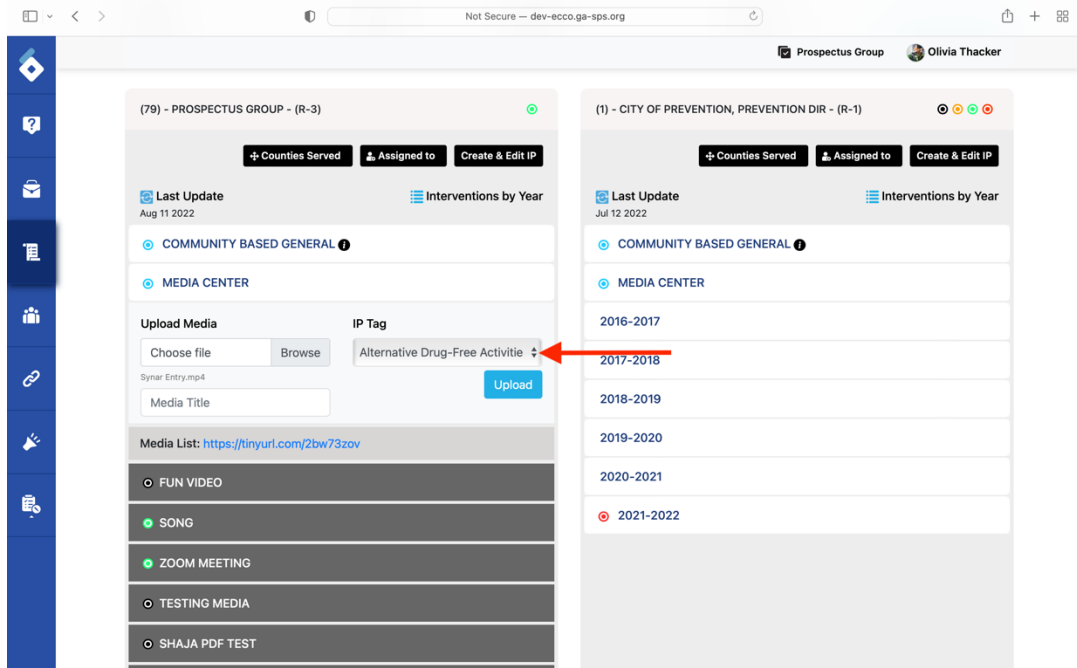 Not Secure — dev-ecco.ga-sps.org
Prospectus Group
Olivia Thacker
(79) - PROSPECTUS GROUP - (R-3)
Counties Served
Assigned to
Create & Edit IP
Last Update
Interventions by Year
Aug 11 2022
COMMUNITY BASED GENERAL
MEDIA CENTER
Upload Media
IP Tag
Choose file
Browse
Alternative Drug-Free Activitie
Synar Entry.mp4
Upload
Media Title
Media List: https://tinyurl.com/2bw73zov
FUN VIDEO
SONG
ZOOM MEETING
TESTING MEDIA
SHAJA PDF TEST
(1) - CITY OF PREVENTION, PREVENTION DIR - (R-1)
Counties Served
Assigned to
Create & Edit IP
Last Update
Interventions by Year
Jul 12 2022
COMMUNITY BASED GENERAL
MEDIA CENTER
2016-2017
2017-2018
2018-2019
2019-2020
2020-2021
2021-2022